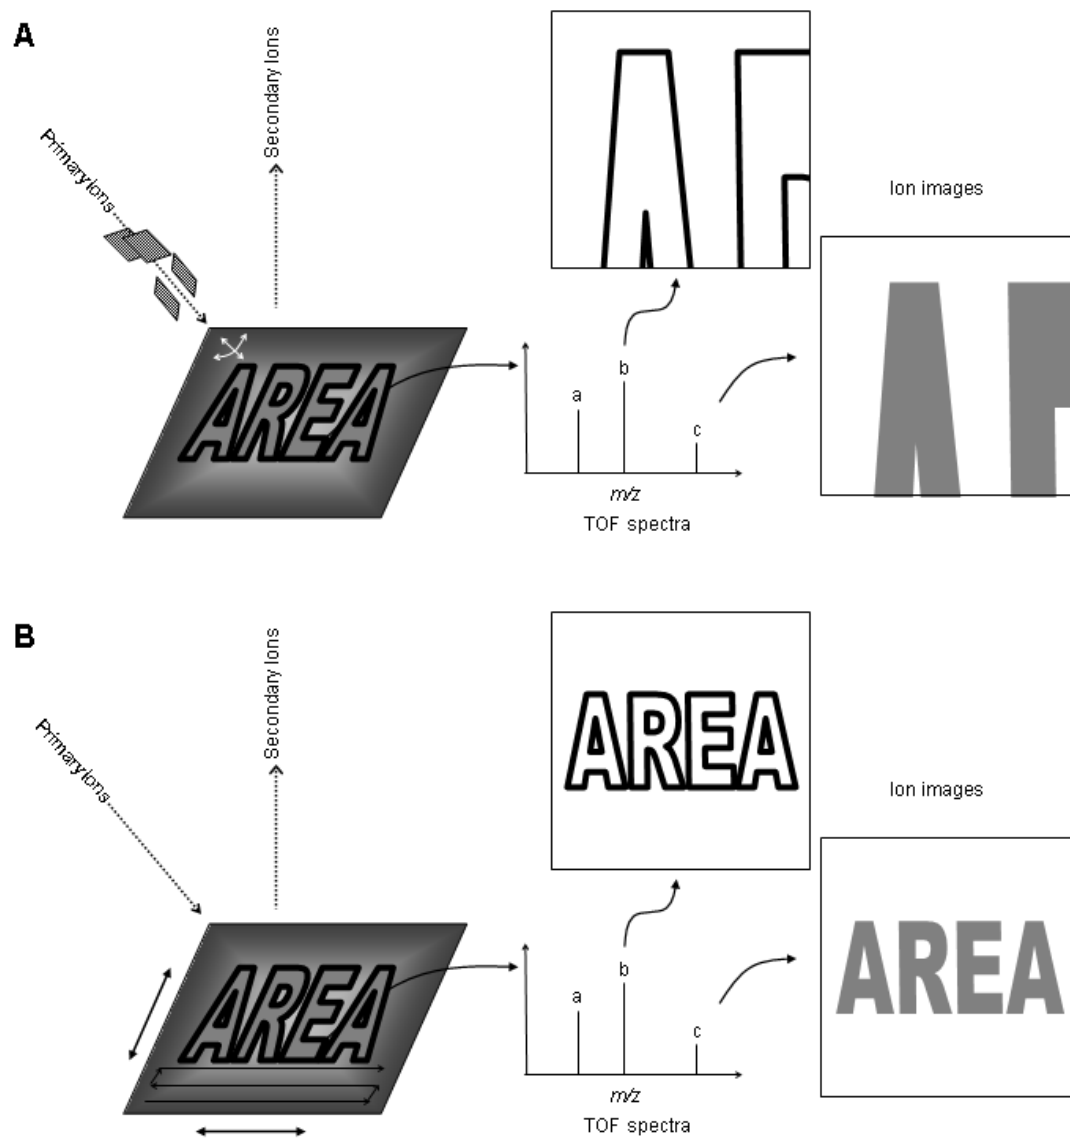 A
Primary Ions
Secondary Ions
AREA
a
b
c
m/z
TOF spectra
Ion images
B
Primary Ions
Secondary Ions
AREA
a
b
c
m/z
TOF spectra
AREA
Ion images
AREA